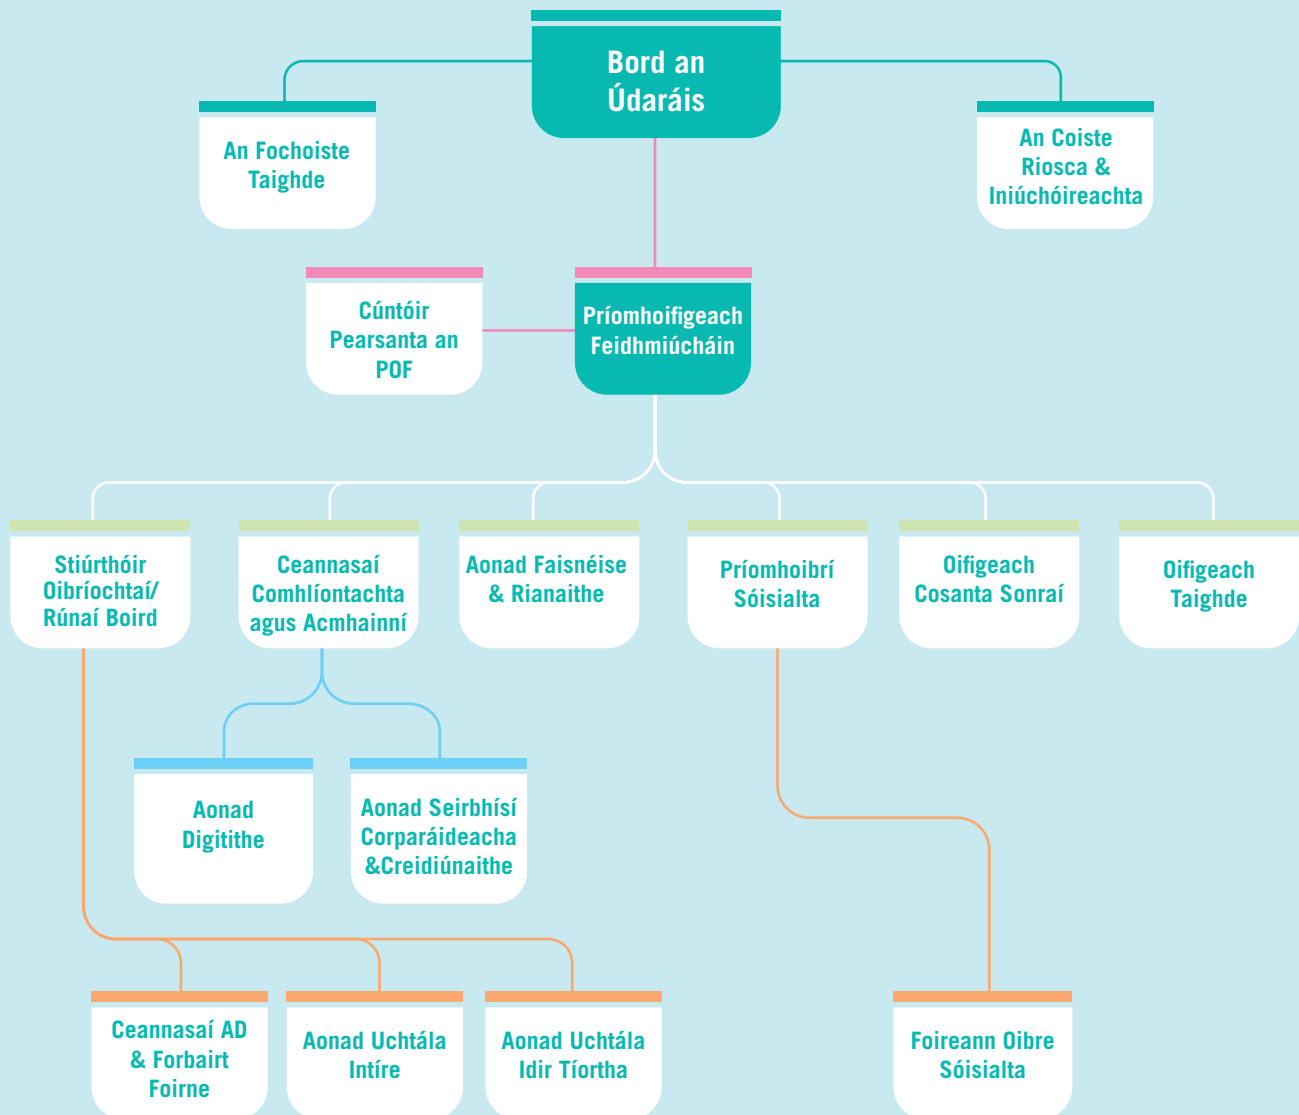 Bord an
Údaráis
An Fochoiste
Taighde
An Coiste
Riosca &
Iniúchóireachta
Cúntóir
Pearsanta an
POF
Príomhoifigeach
Feidhmiúcháin
Stiúrthóir
Oibríochtaí/
Rúnaí Boird
Ceannasaí
Comhlíontachta
agus Acmhainní
Aonad Faisnéise
& Rianaithe
Príomhoibrí
Sóisialta
Oifigeach
Cosanta Sonraí
Oifigeach
Taighde
Aonad
Digitithe
Aonad Seirbhísí
Corparáideacha
&Creidiúnaithe
Ceannasaí AD
& Forbairt
Foirne
Aonad Uchtála
Intíre
Aonad Uchtála
Idir Tíortha
Foireann Oibre
Sóisialta